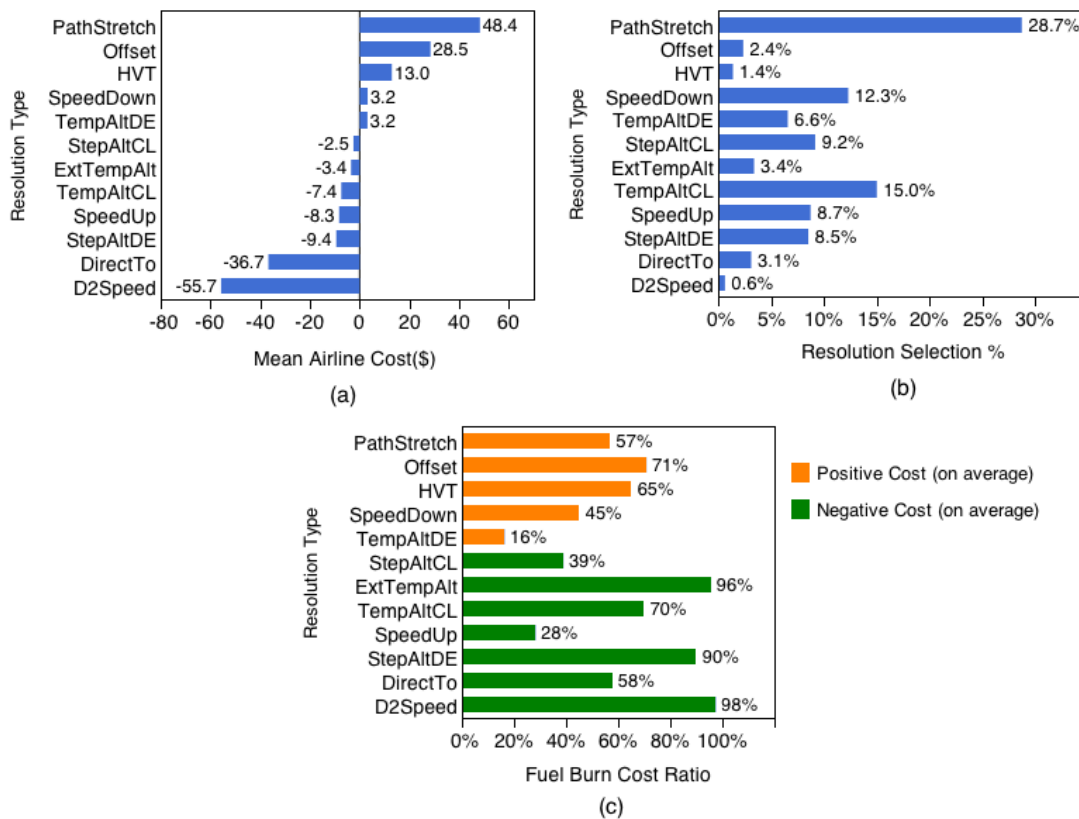 PathStretch 48.4
Offset 28.5
HVT 13.0
SpeedDown 3.2
TempAltDE 3.2
StepAltCL -2.5
ExtTempAlt -3.4
TempAltCL -7.4
SpeedUp -8.3
StepAltDE -9.4
DirectTo -36.7
D2Speed -55.7
Resolution Type
-80 -60 -40 -20 0 20 40 60
Mean Airline Cost($)
(a)
PathStretch 28.7%
Offset 2.4%
HVT 1.4%
SpeedDown 12.3%
TempAltDE 6.6%
StepAltCL 9.2%
ExtTempAlt 3.4%
TempAltCL 15.0%
SpeedUp 8.7%
StepAltDE 8.5%
DirectTo 3.1%
D2Speed 0.6%
Resolution Type
0% 5% 10% 15% 20% 25% 30%
Resolution Selection %
(b)
PathStretch 57%
Offset 71%
HVT 65%
SpeedDown 45%
TempAltDE 16%
StepAltCL 39%
ExtTempAlt 96%
TempAltCL 70%
SpeedUp 28%
StepAltDE 90%
DirectTo 58%
D2Speed 98%
Resolution Type
0% 20% 40% 60% 80% 100%
Fuel Burn Cost Ratio
(c)
Positive Cost (on average)
Negative Cost (on average)